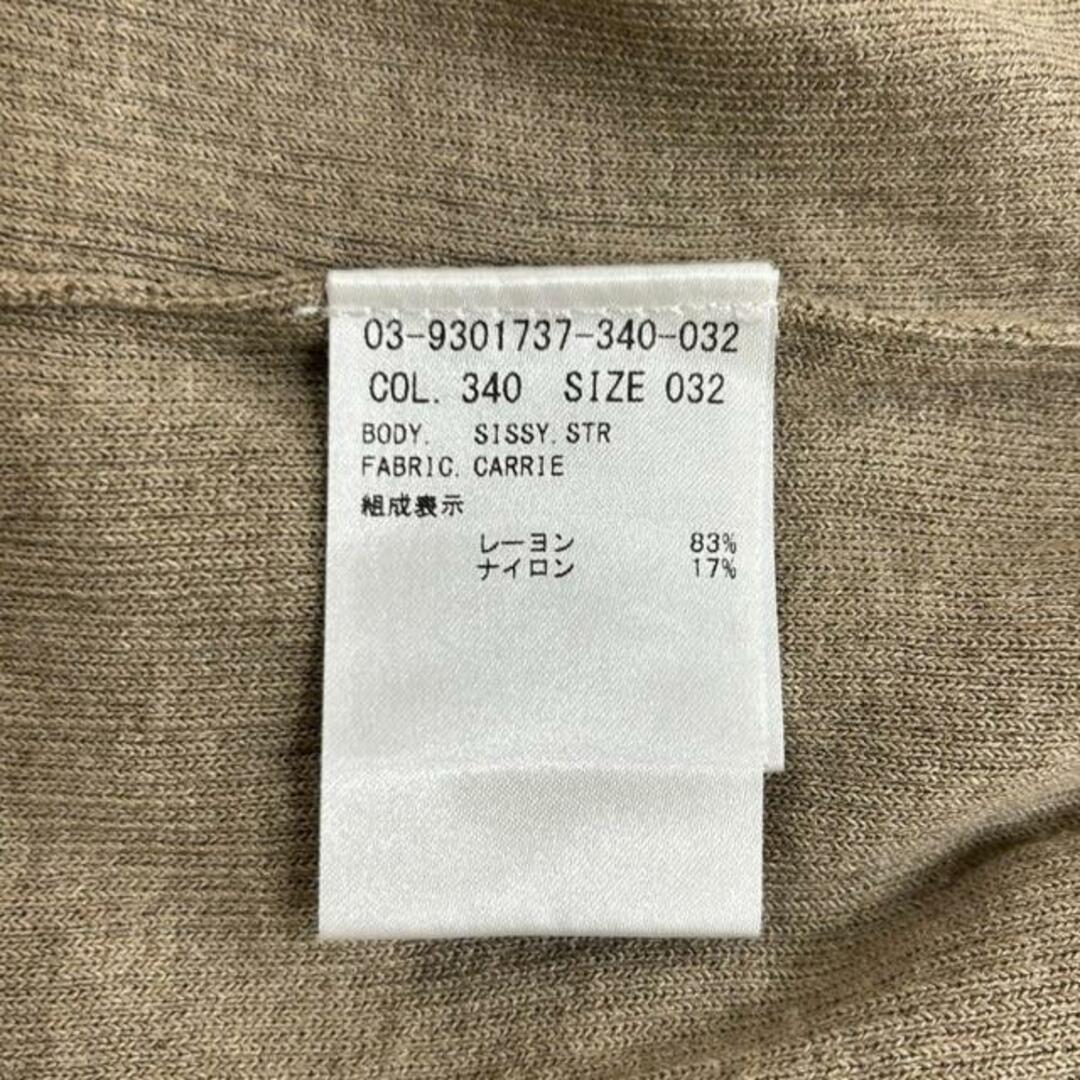 03-9301737-340-032
COL. 340 SIZE 032
BODY. SISSY.STR
FABRIC. CARRIE
組成表示
レーヨン 83%
ナイロン 17%